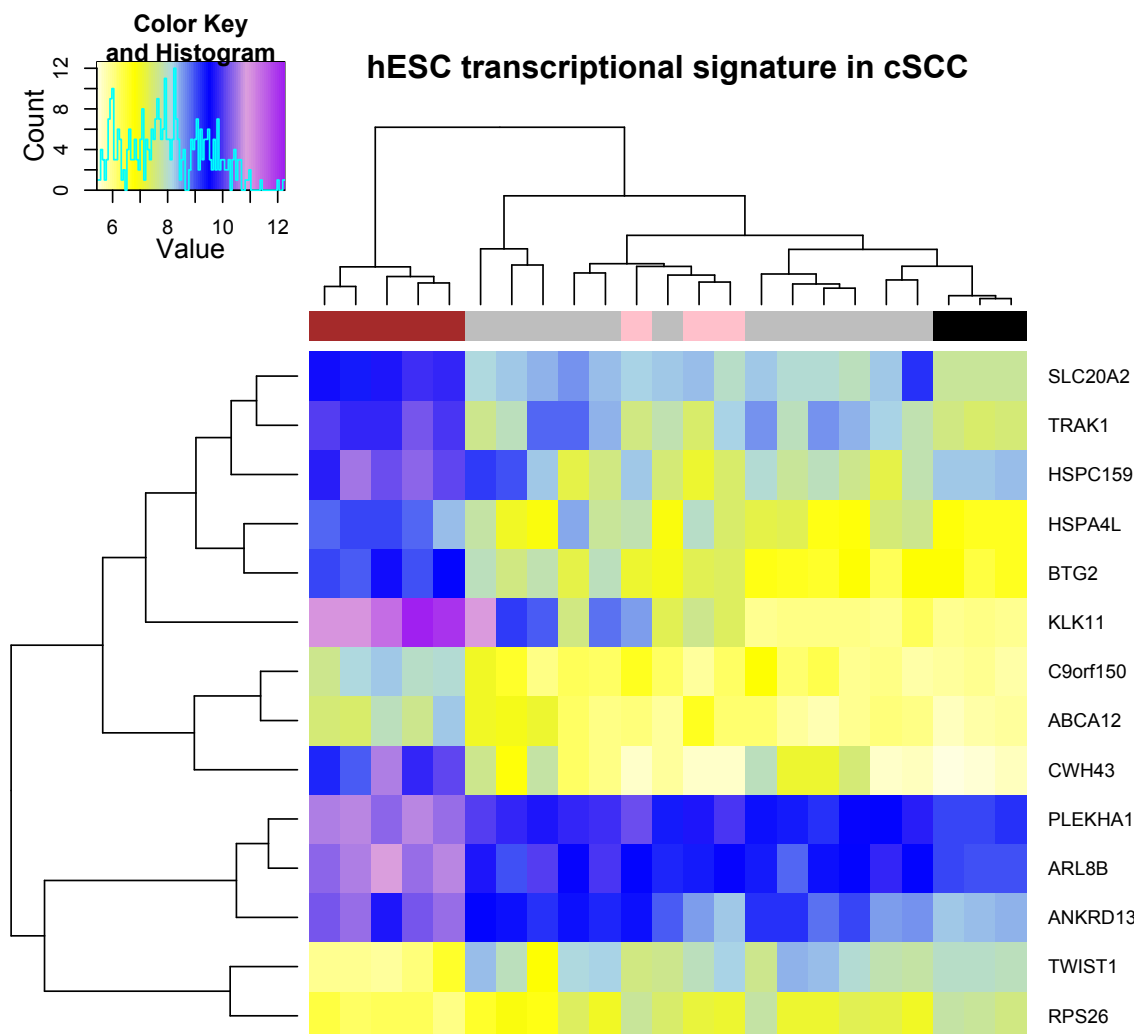 Color Key
and Histogram
hESC transcriptional signature in cSCC
Count
0 4 8 12
6 8 10 12
Value
SLC20A2
TRAK1
HSPC159
HSPA4L
BTG2
KLK11
C9orf150
ABCA12
CWH43
PLEKHA1
ARL8B
ANKRD13
TWIST1
RPS26